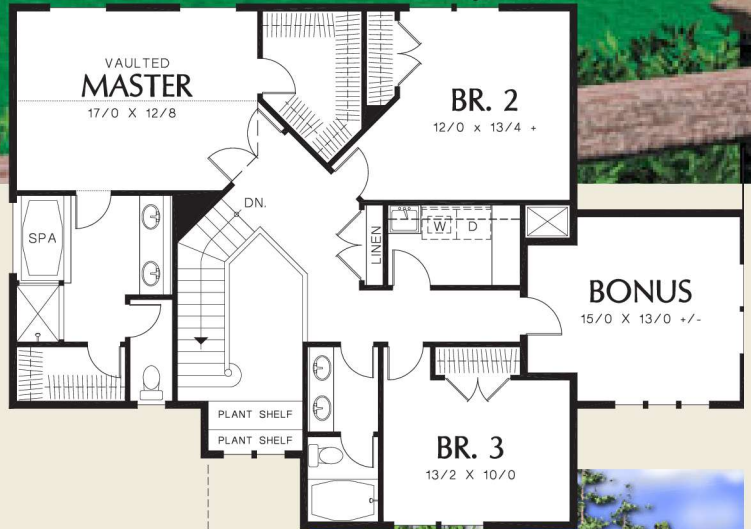 VAULTED
MASTER
17/0 X 12/8
BR. 2
12/0 x 13/4 +
DN.
SPA
LINEN
W D
BONUS
15/0 X 13/0 +/-
PLANT SHELF
PLANT SHELF
BR. 3
13/2 X 10/0